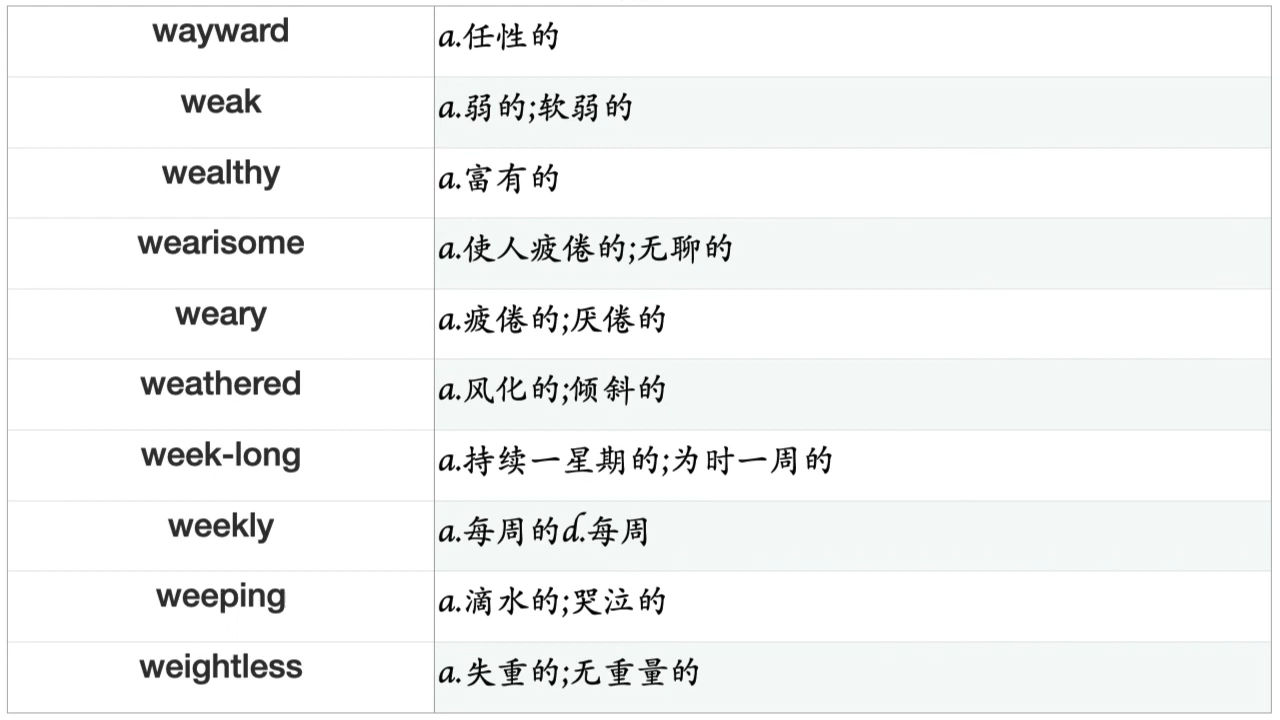 wayward a.任性的
weak a.弱的;软弱的
wealthy a.富有的
wearisome a.使人疲倦的;无聊的
weary a.疲倦的;厌倦的
weathered a.风化的;倾斜的
week-long a.持续一星期的;为时一周的
weekly a.每周的d.每周
weeping a.滴水的;哭泣的
weightless a.失重的;无重量的